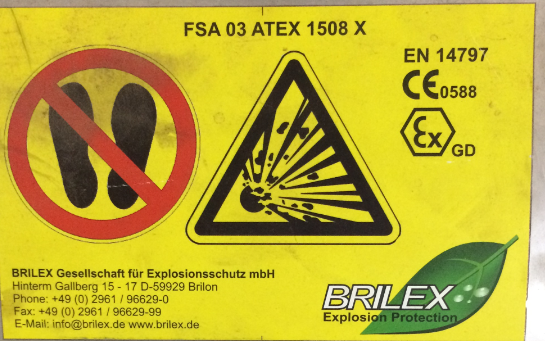 FSA 03 ATEX 1508 X
EN 14797
CE0588
Ex GD
BRILEX Gesellschaft für Explosionsschutz mbH
Hinterm Gallberg 15 - 17 D-59929 Brilon
Phone: +49 (0) 2961 / 96629-0
Fax: +49 (0) 2961 / 96629-99
E-Mail: info@brilex.de www.brilex.de
BRILEX
Explosion Protection